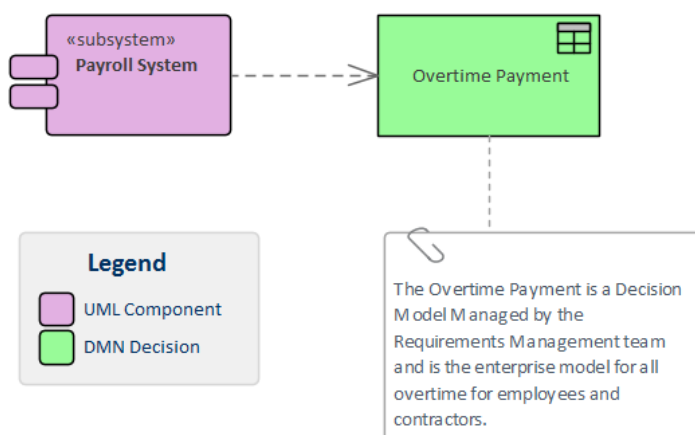 «subsystem»
Payroll System
Overtime Payment
Legend
UML Component
DMN Decision
The Overtime Payment is a Decision
Model Managed by the
Requirements Management team
and is the enterprise model for all
overtime for employees and
contractors.